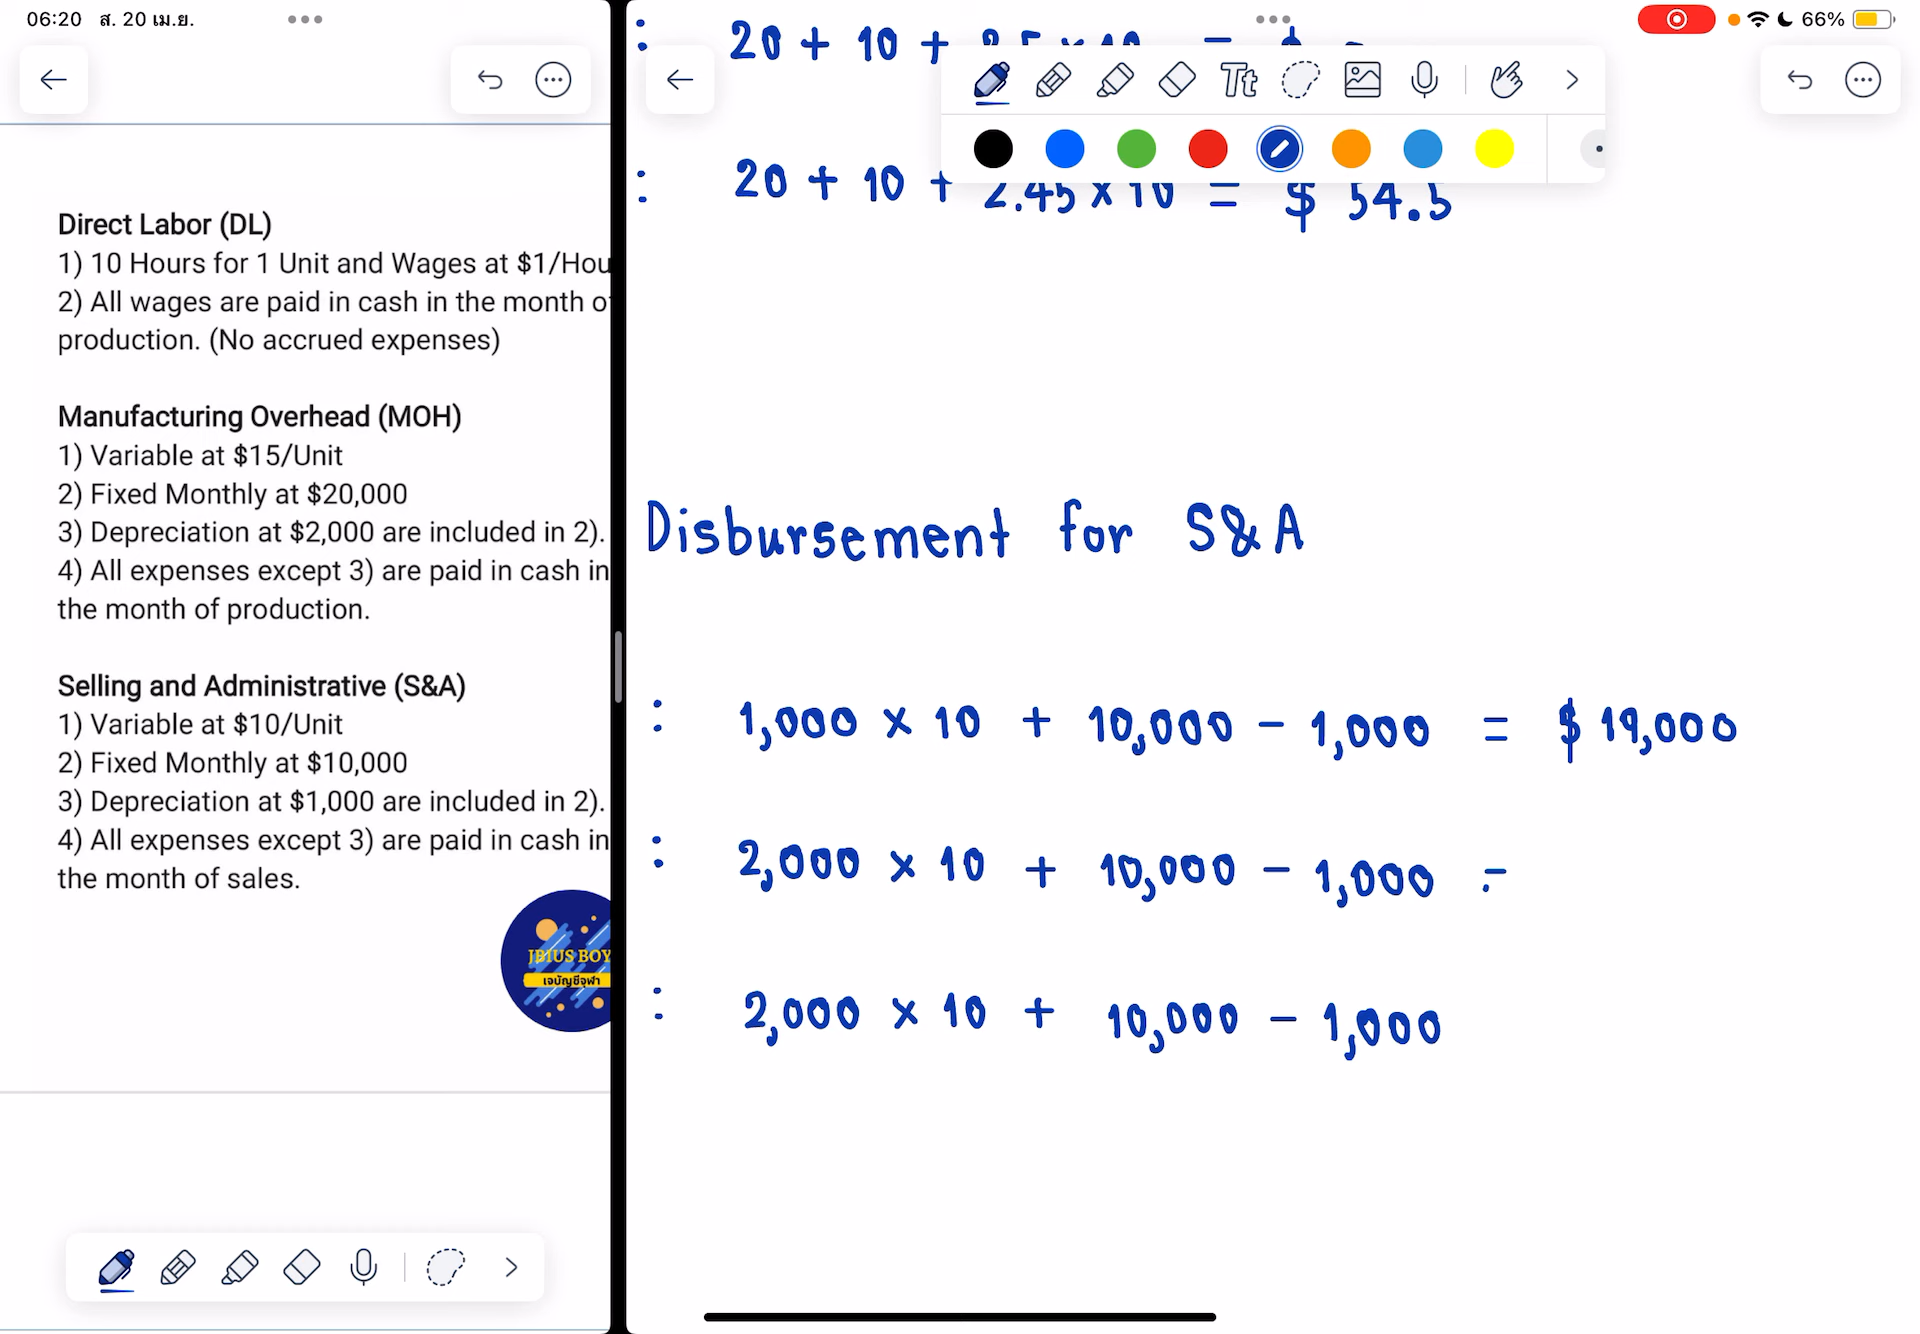 06:20 ส. 20 เม.ย.
66%
Direct Labor (DL)
1) 10 Hours for 1 Unit and Wages at $1/Hou
2) All wages are paid in cash in the month of
production. (No accrued expenses)
Manufacturing Overhead (MOH)
1) Variable at $15/Unit
2) Fixed Monthly at $20,000
3) Depreciation at $2,000 are included in 2).
4) All expenses except 3) are paid in cash in
the month of production.
Selling and Administrative (S&A)
1) Variable at $10/Unit
2) Fixed Monthly at $10,000
3) Depreciation at $1,000 are included in 2).
4) All expenses except 3) are paid in cash in
the month of sales.
JBIUS BOY
เจบัญชีจุฬา
Tt
: 20 + 10 +
: 20 + 10 + 2.45 x 10 = $ 54.5
Disbursement for S&A
: 1,000 x 10 + 10,000 - 1,000 = $ 19,000
: 2,000 x 10 + 10,000 - 1,000 =
: 2,000 x 10 + 10,000 - 1,000